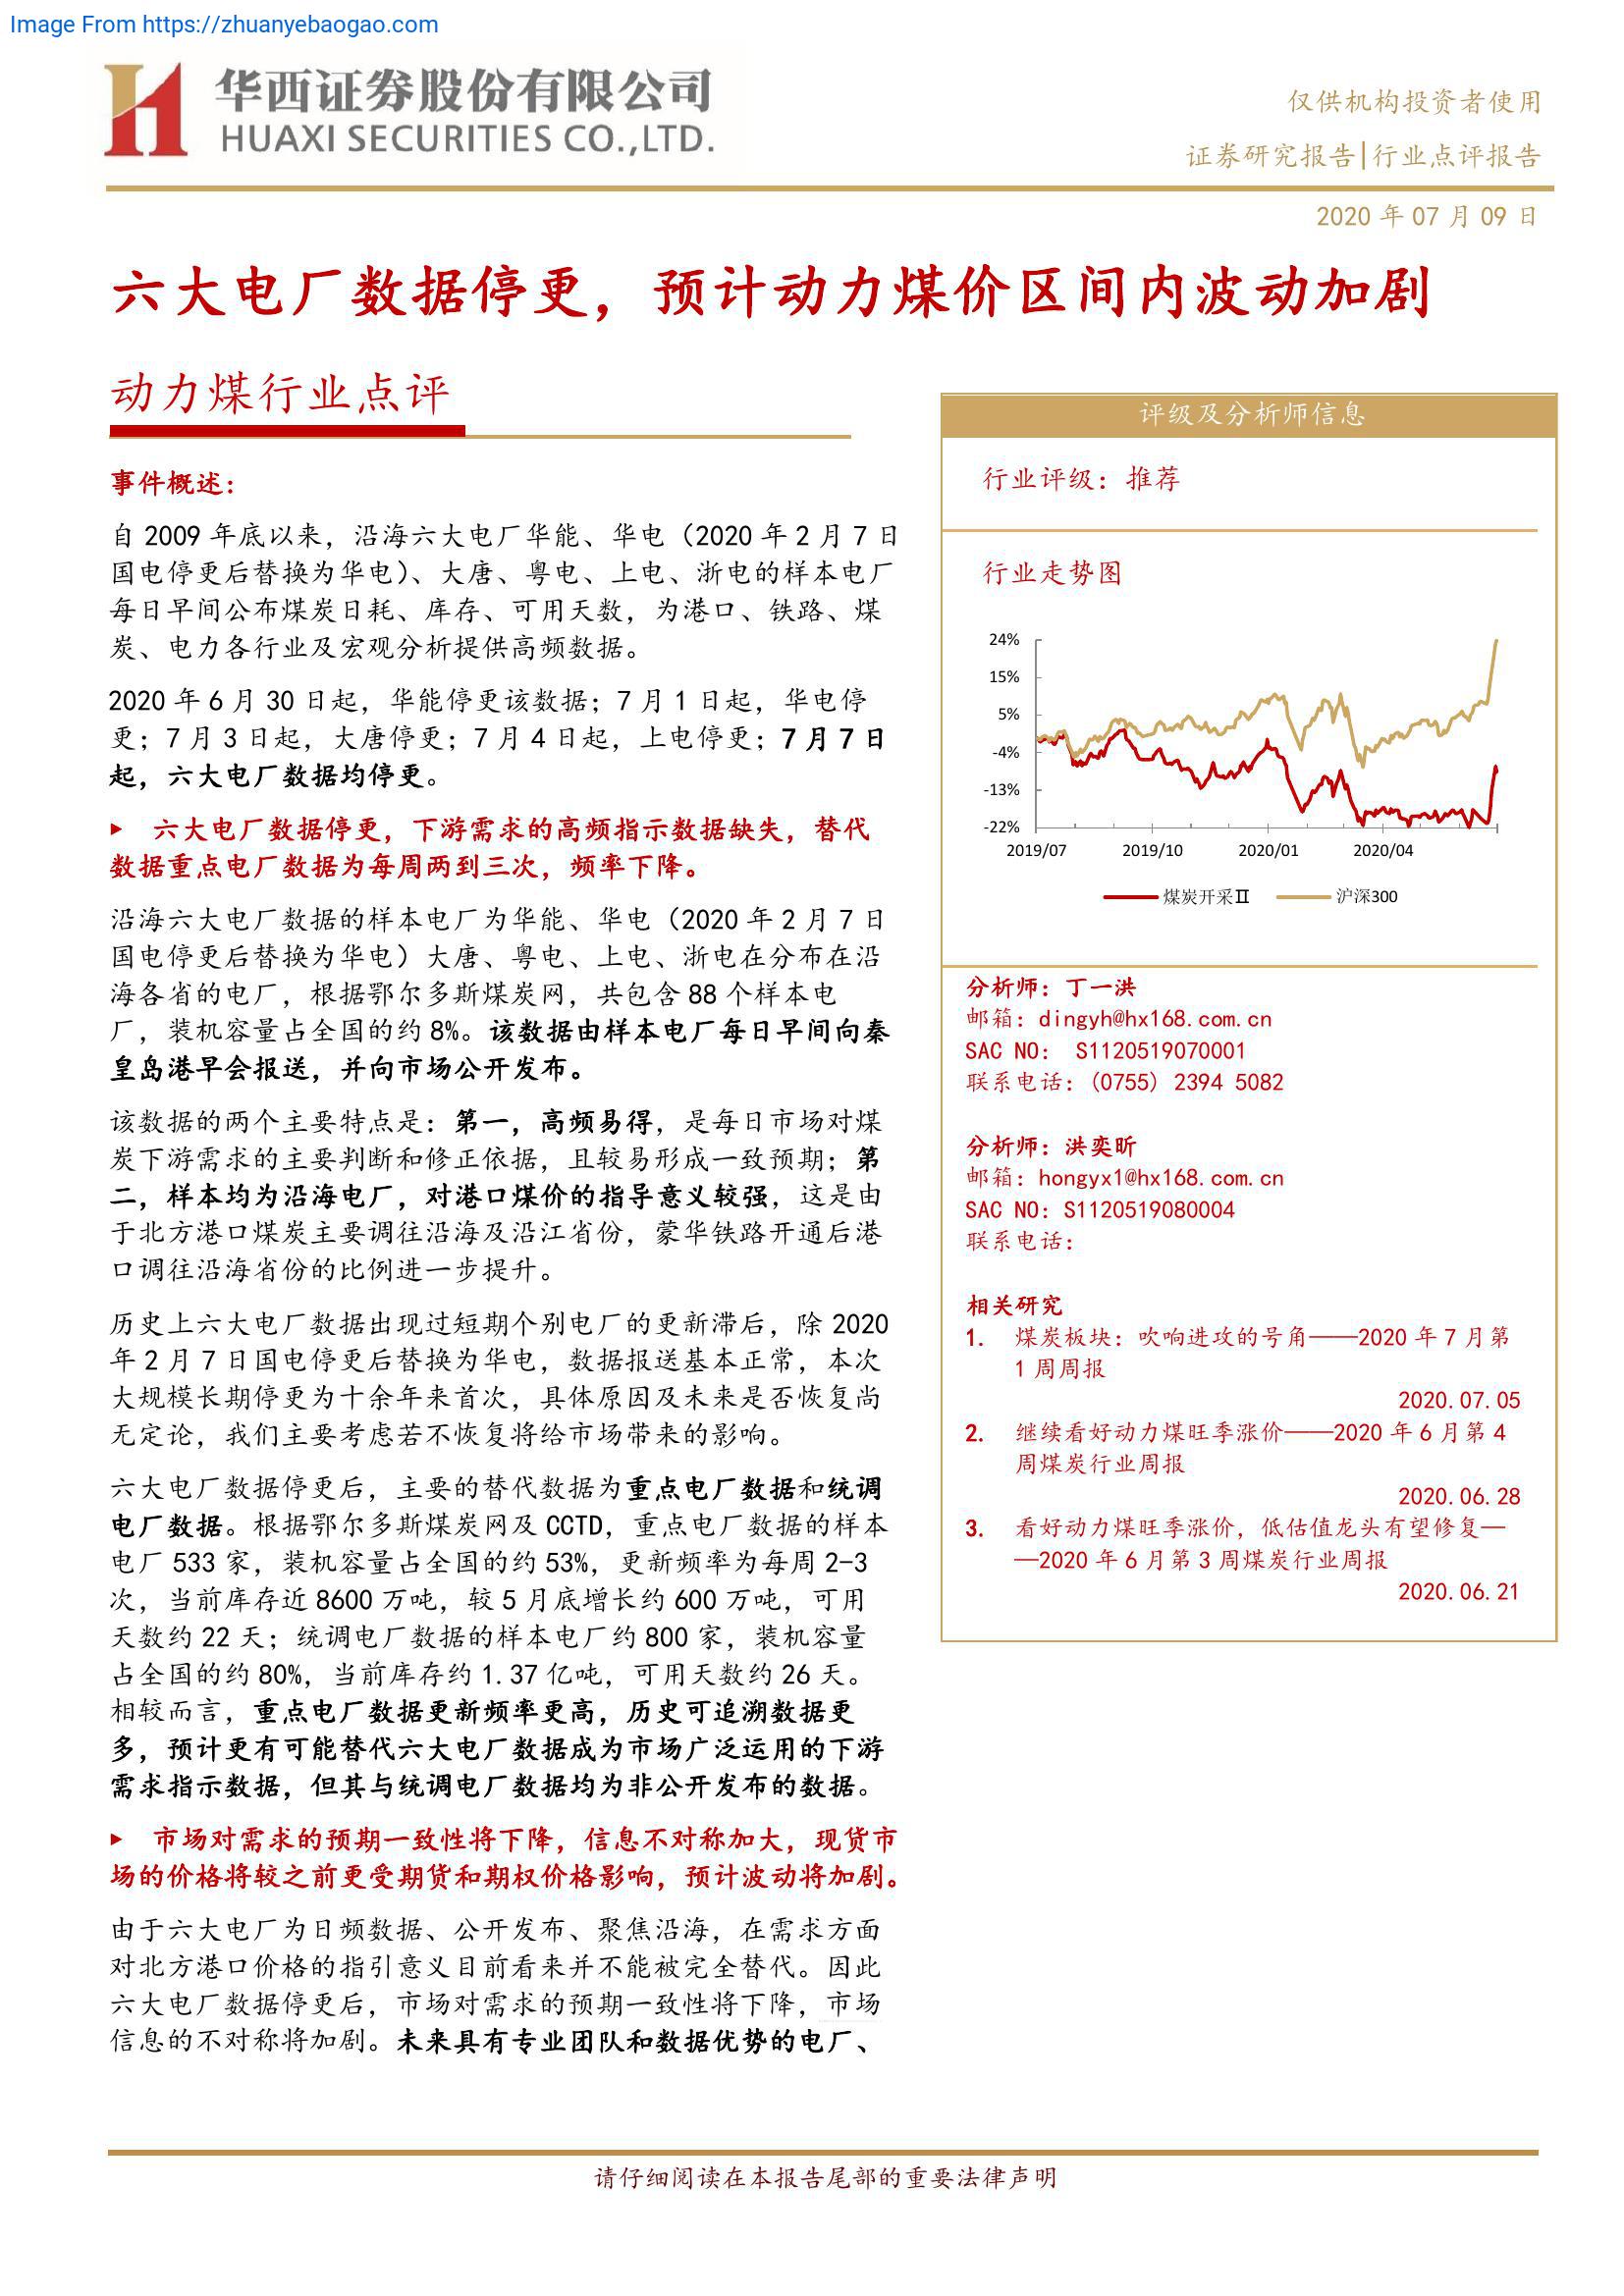 Image From https://zhuanyebaogao.com
华西证券股份有限公司
HUAXI SECURITIES CO.,LTD.
仅供机构投资者使用
证券研究报告|行业点评报告
2020 年 07 月 09 日
六大电厂数据停更，预计动力煤价区间内波动加剧
动力煤行业点评
事件概述：
自 2009 年底以来，沿海六大电厂华能、华电（2020 年 2 月 7 日
国电停更后替换为华电）、大唐、粤电、上电、浙电的样本电厂
每日早间公布煤炭日耗、库存、可用天数，为港口、铁路、煤
炭、电力各行业及宏观分析提供高频数据。
2020 年 6 月 30 日起，华能停更该数据；7 月 1 日起，华电停
更；7 月 3 日起，大唐停更；7 月 4 日起，上电停更；7 月 7 日
起，六大电厂数据均停更。
▶ 六大电厂数据停更，下游需求的高频指示数据缺失，替代
数据重点电厂数据为每周两到三次，频率下降。
沿海六大电厂数据的样本电厂为华能、华电（2020 年 2 月 7 日
国电停更后替换为华电）大唐、粤电、上电、浙电在分布在沿
海各省的电厂，根据鄂尔多斯煤炭网，共包含 88 个样本电
厂，装机容量占全国的约 8%。该数据由样本电厂每日早间向秦
皇岛港早会报送，并向市场公开发布。
该数据的两个主要特点是：第一，高频易得，是每日市场对煤
炭下游需求的主要判断和修正依据，且较易形成一致预期；第
二，样本均为沿海电厂，对港口煤价的指导意义较强，这是由
于北方港口煤炭主要调往沿海及沿江省份，蒙华铁路开通后港
口调往沿海省份的比例进一步提升。
历史上六大电厂数据出现过短期个别电厂的更新滞后，除 2020
年 2 月 7 日国电停更后替换为华电，数据报送基本正常，本次
大规模长期停更为十余年来首次，具体原因及未来是否恢复尚
无定论，我们主要考虑若不恢复将给市场带来的影响。
六大电厂数据停更后，主要的替代数据为重点电厂数据和统调
电厂数据。根据鄂尔多斯煤炭网及 CCTD，重点电厂数据的样本
电厂 533 家，装机容量占全国的约 53%，更新频率为每周 2-3
次，当前库存近 8600 万吨，较 5 月底增长约 600 万吨，可用
天数约 22 天；统调电厂数据的样本电厂约 800 家，装机容量
占全国的约 80%，当前库存约 1.37 亿吨，可用天数约 26 天。
相较而言，重点电厂数据更新频率更高，历史可追溯数据更
多，预计更有可能替代六大电厂数据成为市场广泛运用的下游
需求指示数据，但其与统调电厂数据均为非公开发布的数据。
▶ 市场对需求的预期一致性将下降，信息不对称加大，现货市
场的价格将较之前更受期货和期权价格影响，预计波动将加剧。
由于六大电厂为日频数据、公开发布、聚焦沿海，在需求方面
对北方港口价格的指引意义目前看来并不能被完全替代。因此
六大电厂数据停更后，市场对需求的预期一致性将下降，市场
信息的不对称将加剧。未来具有专业团队和数据优势的电厂、
评级及分析师信息
行业评级：推荐
行业走势图
24%
15%
5%
-4%
-13%
-22%
2019/07 2019/10 2020/01 2020/04
煤炭开采Ⅱ 沪深300
分析师：丁一洪
邮箱：dingyh@hx168.com.cn
SAC NO： S1120519070001
联系电话：(0755) 2394 5082
分析师：洪奕昕
邮箱：hongyx1@hx168.com.cn
SAC NO：S1120519080004
联系电话：
相关研究
1. 煤炭板块：吹响进攻的号角——2020 年 7 月第
1 周周报
2020.07.05
2. 继续看好动力煤旺季涨价——2020 年 6 月第 4
周煤炭行业周报
2020.06.28
3. 看好动力煤旺季涨价，低估值龙头有望修复—
—2020 年 6 月第 3 周煤炭行业周报
2020.06.21
请仔细阅读在本报告尾部的重要法律声明